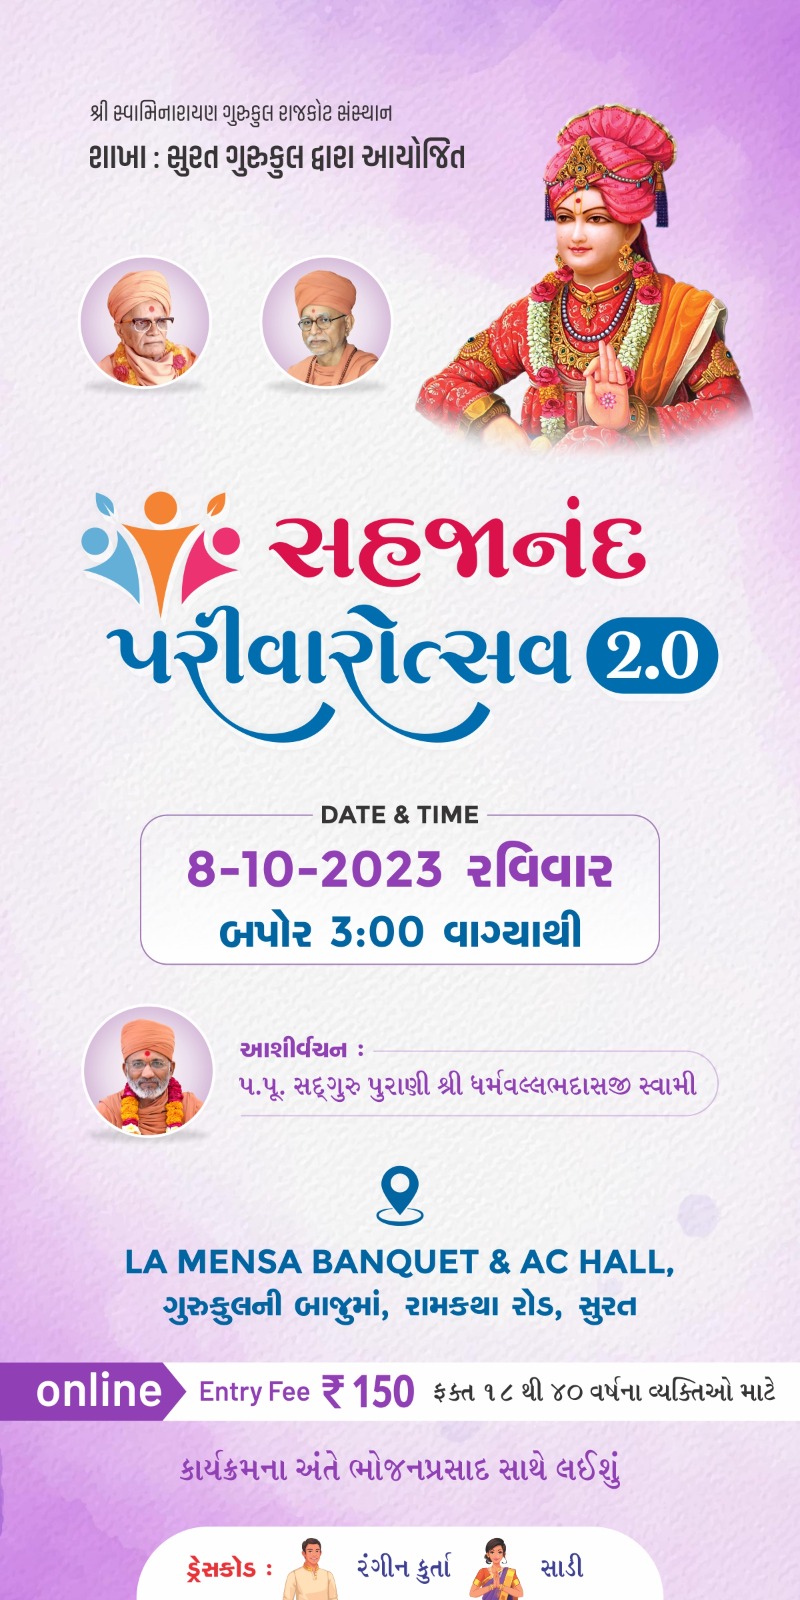 શ્રી સ્વામિનારાયણ ગુરુકુલ રાજકોટ સંસ્થાન
શાખા : સુરત ગુરુકુલ દ્વારા આયોજિત
સહજાનંદ
પરીવારોત્સવ 2.0
DATE & TIME
8-10-2023 રવિવાર
બપોર 3:00 વાગ્યાથી
આશીર્વચન :
પ.પૂ. સદ્‌ગુરુ પુરાણી શ્રી ધર્મવલ્લભદાસજી સ્વામી
LA MENSA BANQUET & AC HALL,
ગુરુકુલની બાજુમાં, રામકથા રોડ, સુરત
online Entry Fee ₹ 150 ફક્ત ૧૮ થી ૪૦ વર્ષના વ્યક્તિઓ માટે
કાર્યક્રમના અંતે ભોજનપ્રસાદ સાથે લઈશું
ડ્રેસકોડ : રંગીન કુર્તા સાડી